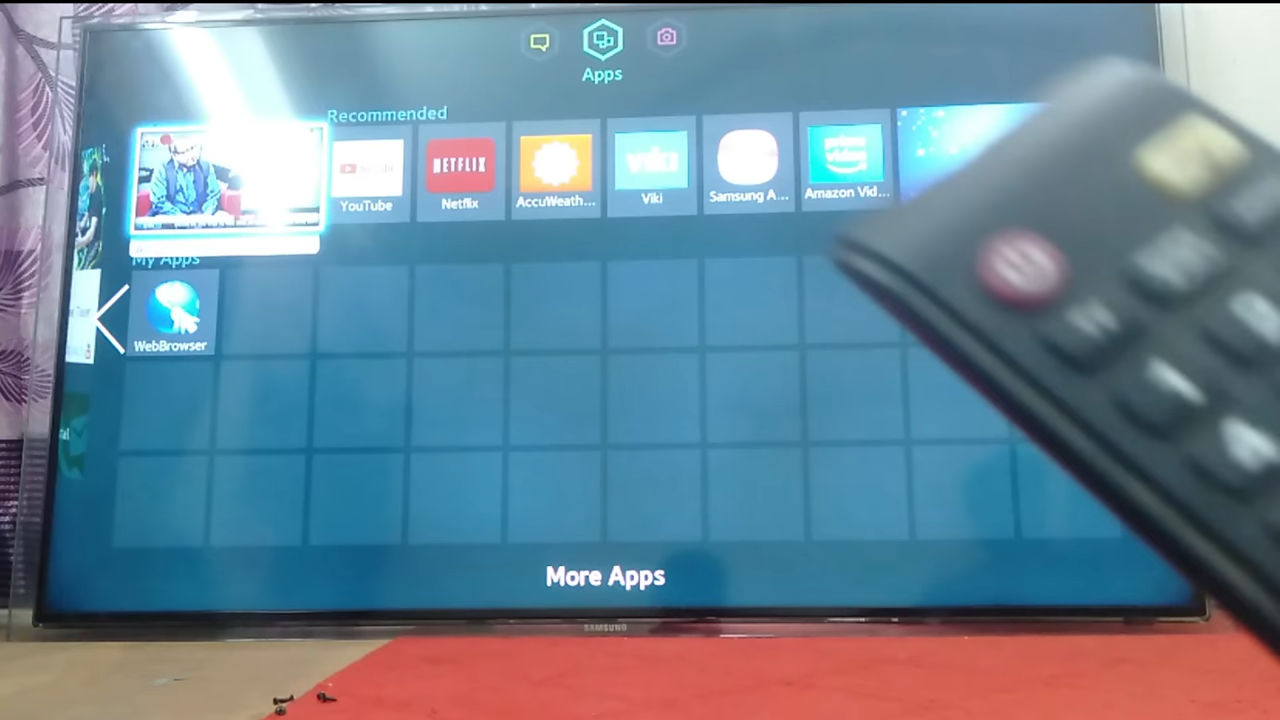 Apps
Recommended
YouTube
NETFLIX
Netflix
AccuWeath...
viki
Viki
Samsung A...
prime video
Amazon Vid...
My Apps
WebBrowser
More Apps
SAMSUNG